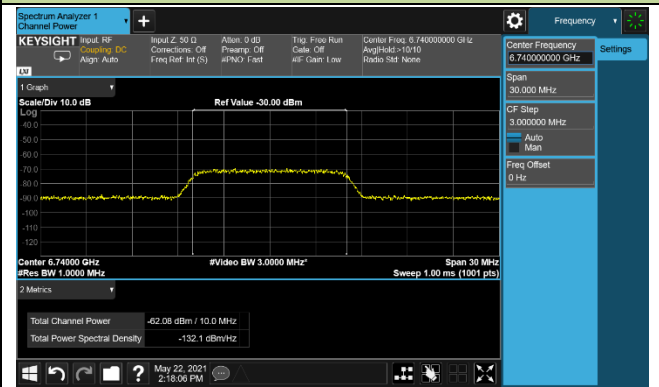 Spectrum Analyzer 1
Channel Power
Frequency
KEYSIGHT
Input: RF
Coupling: DC
Align: Auto
Input Z: 50 Ω
Corrections: Off
Freq Ref: Int (S)
Atten: 0 dB
Preamp: Off
#PNO: Fast
Trig: Free Run
Gate: Off
#IF Gain: Low
Center Freq: 6.740000000 GHz
Avg|Hold:>10/10
Radio Std: None
LXI
Center Frequency
6.740000000 GHz
Settings
Span
30.000 MHz
CF Step
3.000000 MHz
Auto
Man
Freq Offset
0 Hz
1 Graph
Scale/Div 10.0 dB
Ref Value -30.00 dBm
Log
-40.0
-50.0
-60.0
-70.0
-80.0
-90.0
-100
-110
-120
Center 6.74000 GHz
#Video BW 3.0000 MHz*
Span 30 MHz
#Res BW 1.0000 MHz
Sweep 1.00 ms (1001 pts)
2 Metrics
Total Channel Power -62.08 dBm / 10.0 MHz
Total Power Spectral Density -132.1 dBm/Hz
?
May 22, 2021
2:18:06 PM